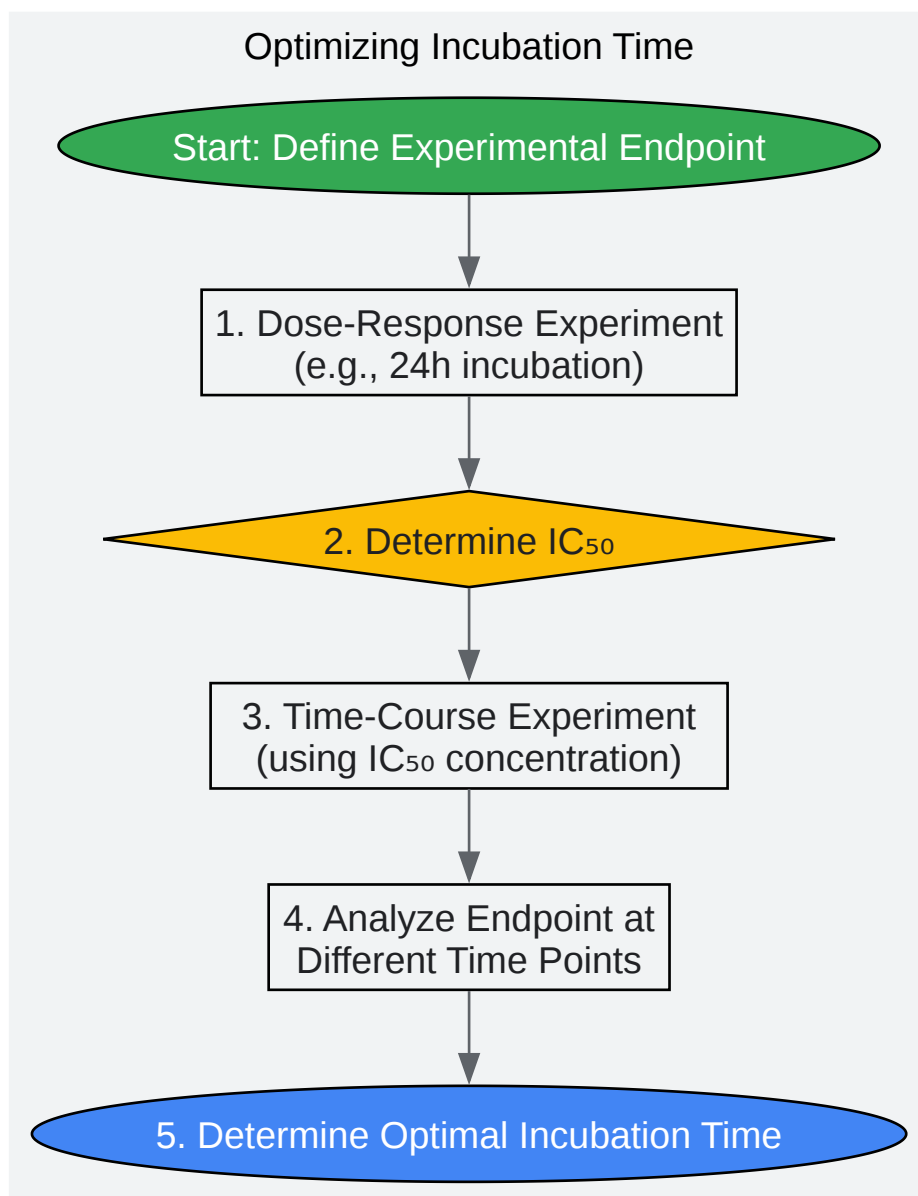 Optimizing Incubation Time
Start: Define Experimental Endpoint
1. Dose-Response Experiment
(e.g., 24h incubation)
2. Determine IC₅₀
3. Time-Course Experiment
(using IC₅₀ concentration)
4. Analyze Endpoint at
Different Time Points
5. Determine Optimal Incubation Time